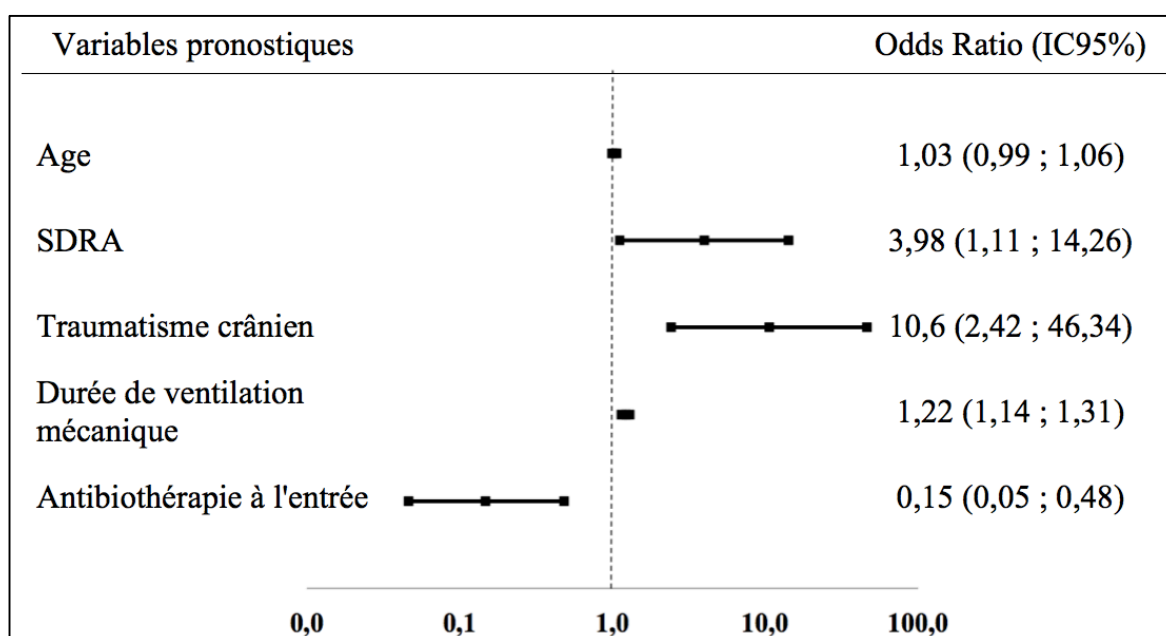 Variables pronostiques Odds Ratio (IC95%)
Age 1,03 (0,99 ; 1,06)
SDRA 3,98 (1,11 ; 14,26)
Traumatisme crânien 10,6 (2,42 ; 46,34)
Durée de ventilation
mécanique 1,22 (1,14 ; 1,31)
Antibiothérapie à l'entrée 0,15 (0,05 ; 0,48)
0,0 0,1 1,0 10,0 100,0